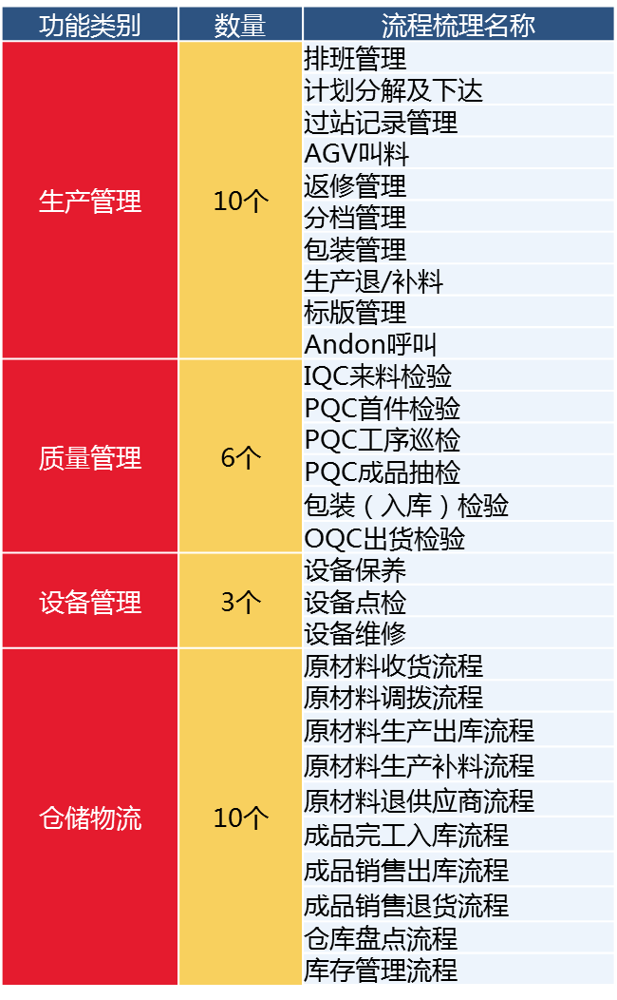 功能类别 数量 流程梳理名称
生产管理 10个
排班管理
计划分解及下达
过站记录管理
AGV叫料
返修管理
分档管理
包装管理
生产退/补料
标版管理
Andon呼叫
质量管理 6个
IQC来料检验
PQC首件检验
PQC工序巡检
PQC成品抽检
包装（入库）检验
OQC出货检验
设备管理 3个
设备保养
设备点检
设备维修
仓储物流 10个
原材料收货流程
原材料调拨流程
原材料生产出库流程
原材料生产补料流程
原材料退供应商流程
成品完工入库流程
成品销售出库流程
成品销售退货流程
仓库盘点流程
库存管理流程